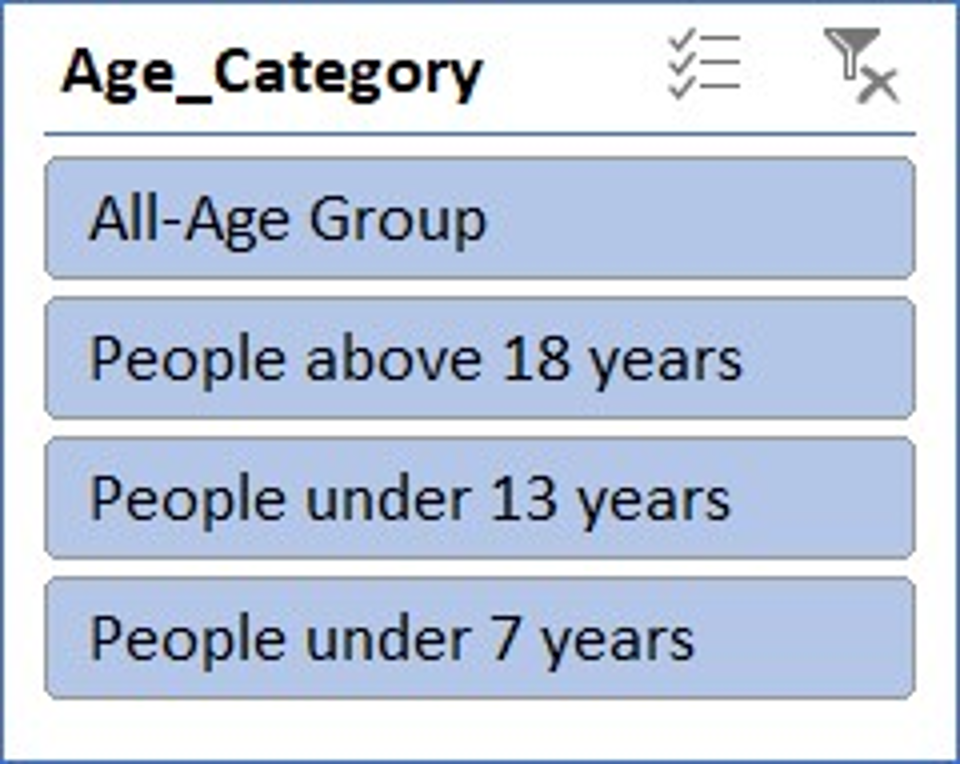 Age_Category
All-Age Group
People above 18 years
People under 13 years
People under 7 years